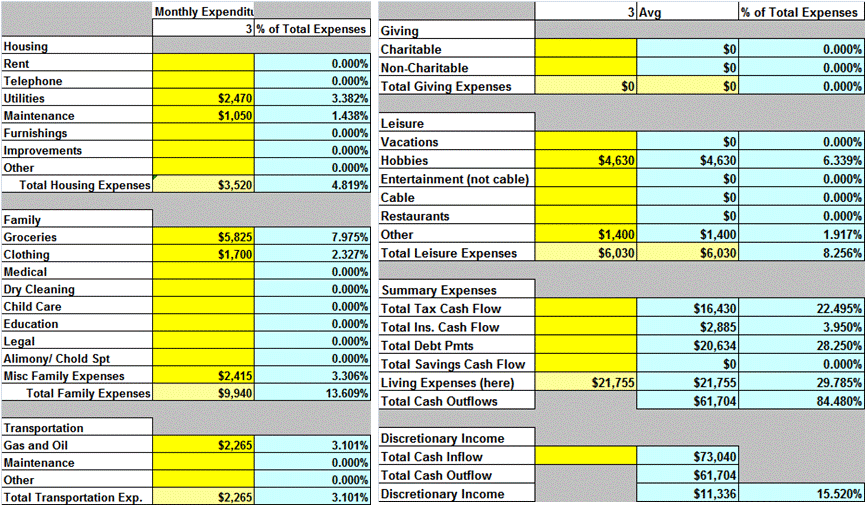 Monthly Expenditu
3 % of Total Expenses
Housing
Rent 0.000%
Telephone 0.000%
Utilities $2,470 3.382%
Maintenance $1,050 1.438%
Furnishings 0.000%
Improvements 0.000%
Other 0.000%
Total Housing Expenses $3,520 4.819%
Family
Groceries $5,825 7.975%
Clothing $1,700 2.327%
Medical 0.000%
Dry Cleaning 0.000%
Child Care 0.000%
Education 0.000%
Legal 0.000%
Alimony/ Chold Spt 0.000%
Misc Family Expenses $2,415 3.306%
Total Family Expenses $9,940 13.609%
Transportation
Gas and Oil $2,265 3.101%
Maintenance 0.000%
Other 0.000%
Total Transportation Exp. $2,265 3.101%
3 Avg % of Total Expenses
Giving
Charitable $0 0.000%
Non-Charitable $0 0.000%
Total Giving Expenses $0 $0 0.000%
Leisure
Vacations $0 0.000%
Hobbies $4,630 $4,630 6.339%
Entertainment (not cable) $0 0.000%
Cable $0 0.000%
Restaurants $0 0.000%
Other $1,400 $1,400 1.917%
Total Leisure Expenses $6,030 $6,030 8.256%
Summary Expenses
Total Tax Cash Flow $16,430 22.495%
Total Ins. Cash Flow $2,885 3.950%
Total Debt Pmts $20,634 28.250%
Total Savings Cash Flow $0 0.000%
Living Expenses (here) $21,755 $21,755 29.785%
Total Cash Outflows $61,704 84.480%
Discretionary Income
Total Cash Inflow $73,040
Total Cash Outflow $61,704
Discretionary Income $11,336 15.520%